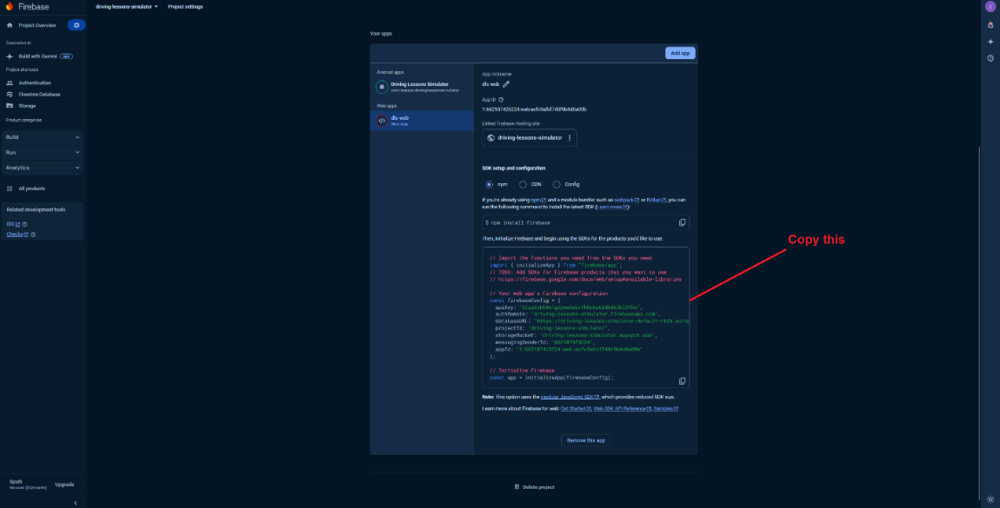 Firebase
driving-lessons-simulator
Project settings
Project Overview
Generative AI
Build with Gemini NEW
Project shortcuts
Authentication
Firestore Database
Storage
Product categories
Build
Run
Analytics
All products
Related development tools
IDX
Checks
Spark
No-cost ($0/month)
Upgrade
Your apps
Add app
Android apps
Driving Lessons Simulator
Web apps
dls-web
Web App
App nickname
dls-web
App ID
Linked Firebase Hosting site
driving-lessons-simulator
SDK setup and configuration
npm
CDN
Config
If you're already using npm and a module bundler such as webpack or Rollup, you can
run the following command to install the latest SDK (Learn more):
$ npm install firebase
Then, initialize Firebase and begin using the SDKs for the products you'd like to use.
// Import the functions you need from the SDKs you need
import { initializeApp } from "firebase/app";
// TODO: Add SDKs for Firebase products that you want to use
// https://firebase.google.com/docs/web/setup#available-libraries
// Your web app's Firebase configuration
const firebaseConfig = {
apiKey:
authDomain: "driving-lessons-simulator.firebaseapp.com",
databaseURL: "https://driving-lessons-simulator-default-rtdb.europ
projectId: "driving-lessons-simulator",
storageBucket: "driving-lessons-simulator.appspot.com",
messagingSenderId: "662107425234",
appId:
};
// Initialize Firebase
const app = initializeApp(firebaseConfig);
Note: This option uses the modular JavaScript SDK, which provides reduced SDK size.
Learn more about Firebase for web: Get Started, Web SDK API Reference, Samples
Remove this app
Delete project
Copy this